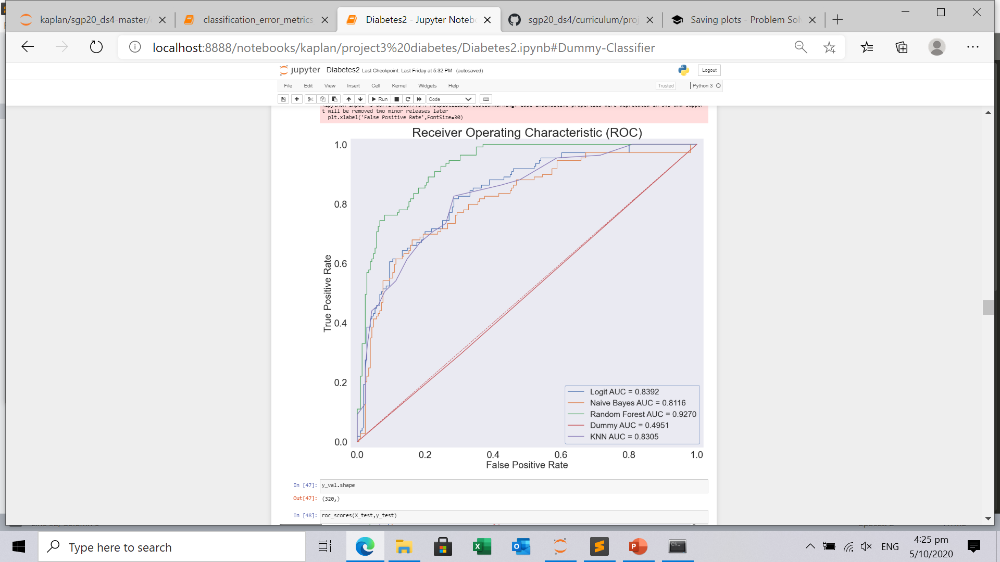 kaplan/sgp20_ds4-master/
classification_error_metrics
Diabetes2 - Jupyter Noteb
sgp20_ds4/curriculum/proj
Saving plots - Problem Sol
localhost:8888/notebooks/kaplan/project3%20diabetes/Diabetes2.ipynb#Dummy-Classifier
jupyter Diabetes2 Last Checkpoint: Last Friday at 5:32 PM (autosaved)
Logout
File Edit View Insert Cell Kernel Widgets Help
Trusted
Python 3
Run
Code
t will be removed two minor releases later
plt.xlabel('False Positive Rate',FontSize=30)
Receiver Operating Characteristic (ROC)
1.0
0.8
0.6
0.4
0.2
0.0
True Positive Rate
Logit AUC = 0.8392
Naive Bayes AUC = 0.8116
Random Forest AUC = 0.9270
Dummy AUC = 0.4951
KNN AUC = 0.8305
0.0 0.2 0.4 0.6 0.8 1.0
False Positive Rate
In [47]: y_val.shape
Out[47]: (320,)
In [48]: roc_scores(X_test,y_test)
Type here to search
ENG
4:25 pm
5/10/2020